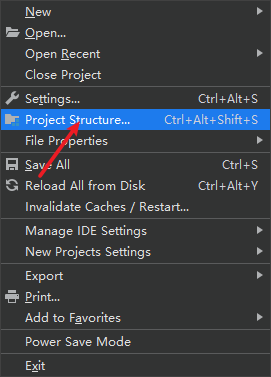 New
Open...
Open Recent
Close Project
Settings... Ctrl+Alt+S
Project Structure... Ctrl+Alt+Shift+S
File Properties
Save All Ctrl+S
Reload All from Disk Ctrl+Alt+Y
Invalidate Caches / Restart...
Manage IDE Settings
New Projects Settings
Export
Print...
Add to Favorites
Power Save Mode
Exit